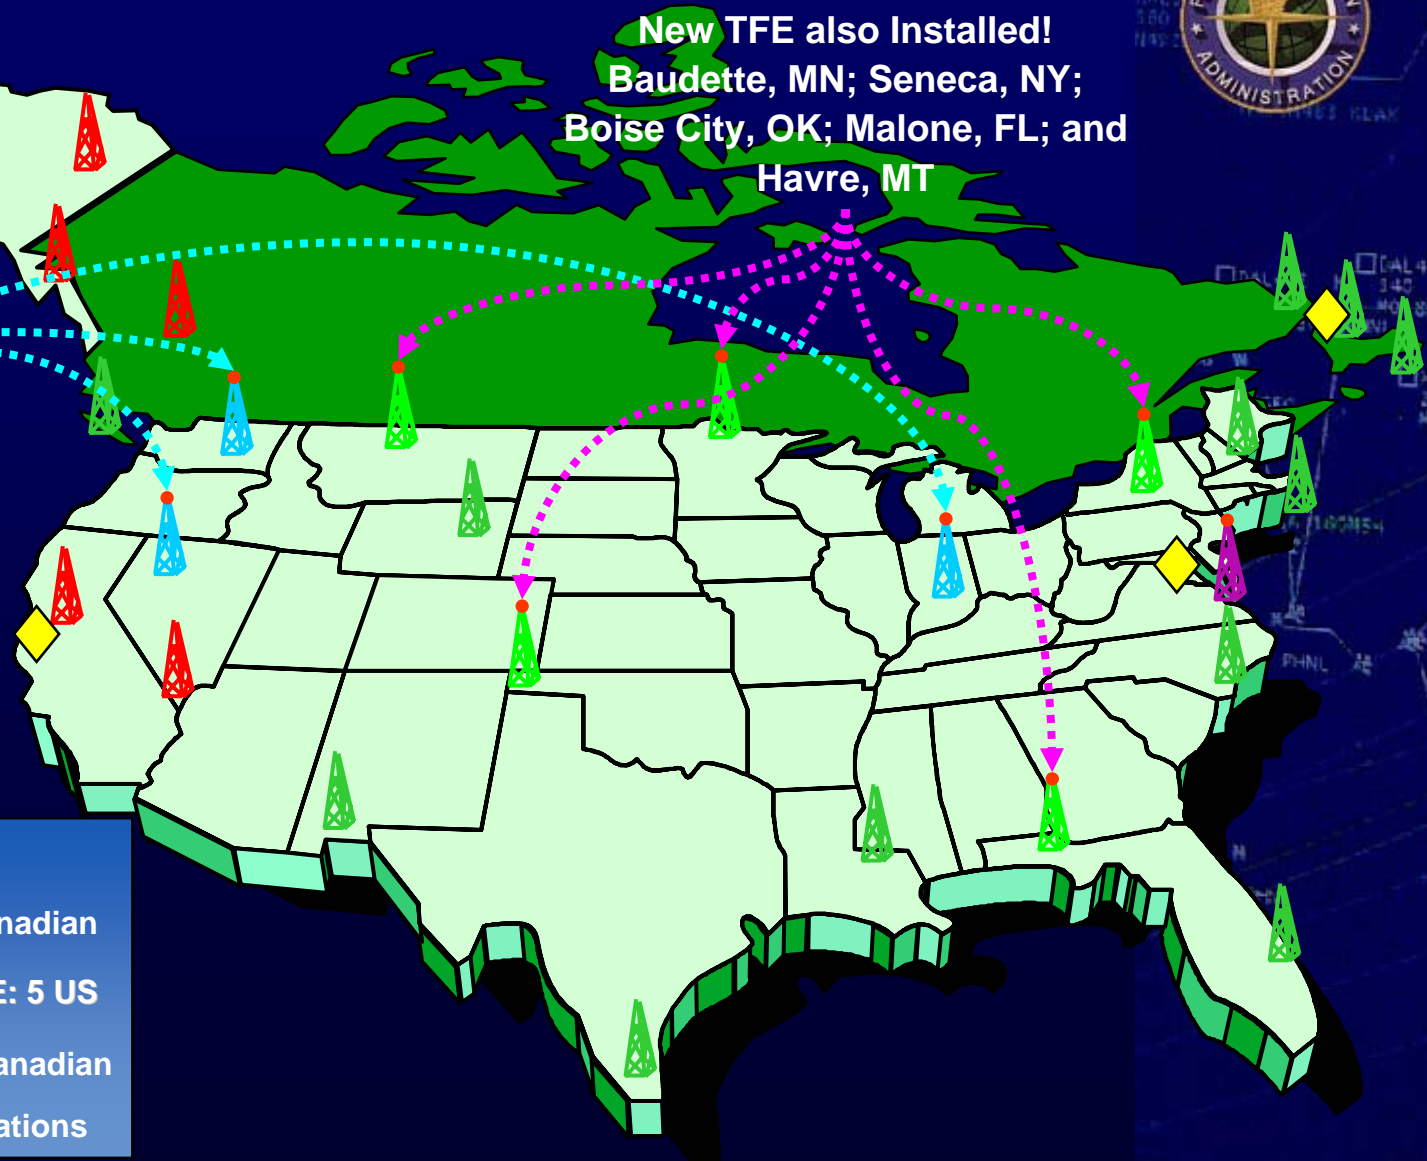 New TFE also Installed!
Baudette, MN; Seneca, NY;
Boise City, OK; Malone, FL; and
Havre, MT
ADMINISTRATION
PHNL
nadian
E: 5 US
anadian
ations